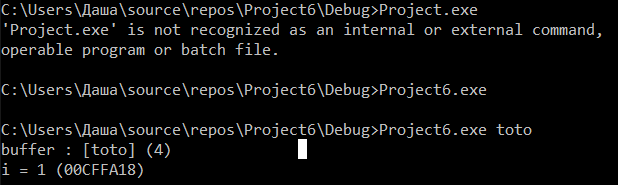 C:\Users\Даша\source\repos\Project6\Debug>Project.exe
'Project.exe' is not recognized as an internal or external command,
operable program or batch file.
C:\Users\Даша\source\repos\Project6\Debug>Project6.exe
C:\Users\Даша\source\repos\Project6\Debug>Project6.exe toto
buffer : [toto] (4)
i = 1 (00CFFA18)